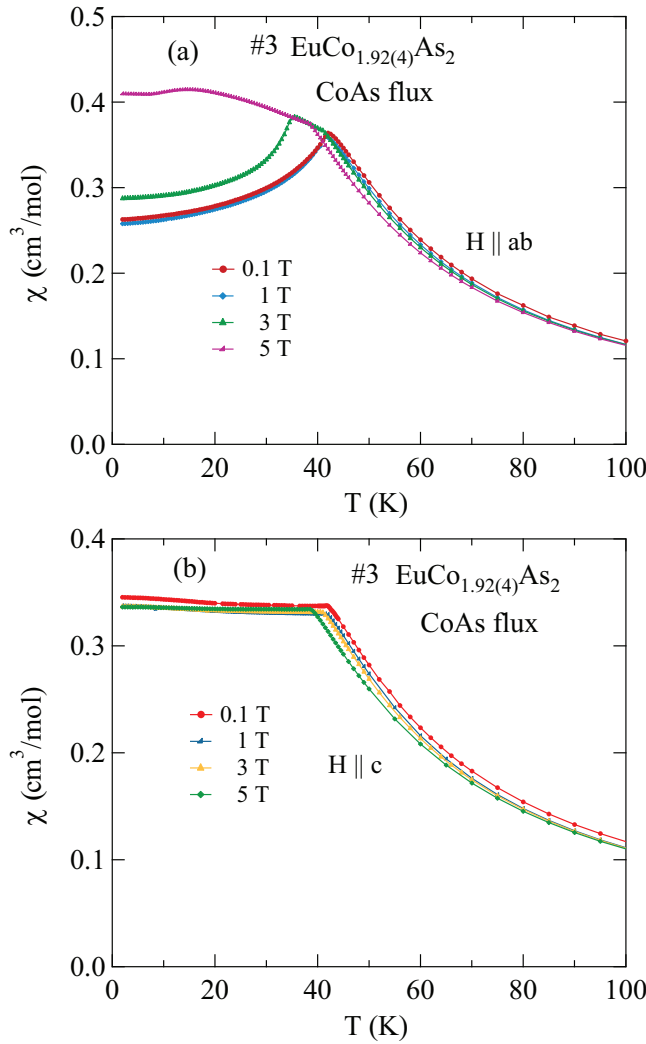 0.5
0.4
0.3
0.2
0.1
0.0
χ (cm³/mol)
(a)
#3 EuCo₁.₉₂₍₄₎As₂
CoAs flux
H || ab
0.1 T
1 T
3 T
5 T
0 20 40 60 80 100
T (K)
0.4
0.3
0.2
0.1
0.0
χ (cm³/mol)
(b)
#3 EuCo₁.₉₂₍₄₎As₂
CoAs flux
0.1 T
1 T
3 T
5 T
H || c
0 20 40 60 80 100
T (K)